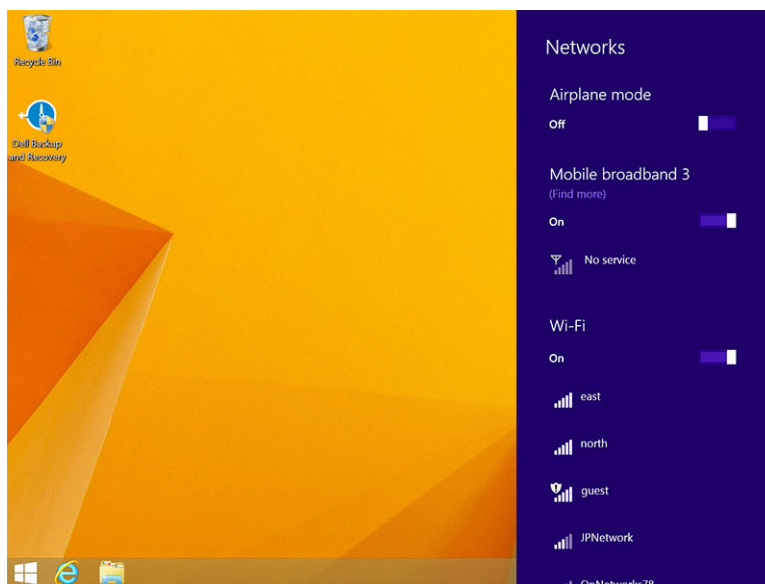 Recycle Bin
Dell Backup
and Recovery
Networks
Airplane mode
Off
Mobile broadband 3
(Find more)
On
No service
Wi-Fi
On
east
north
guest
JPNetwork